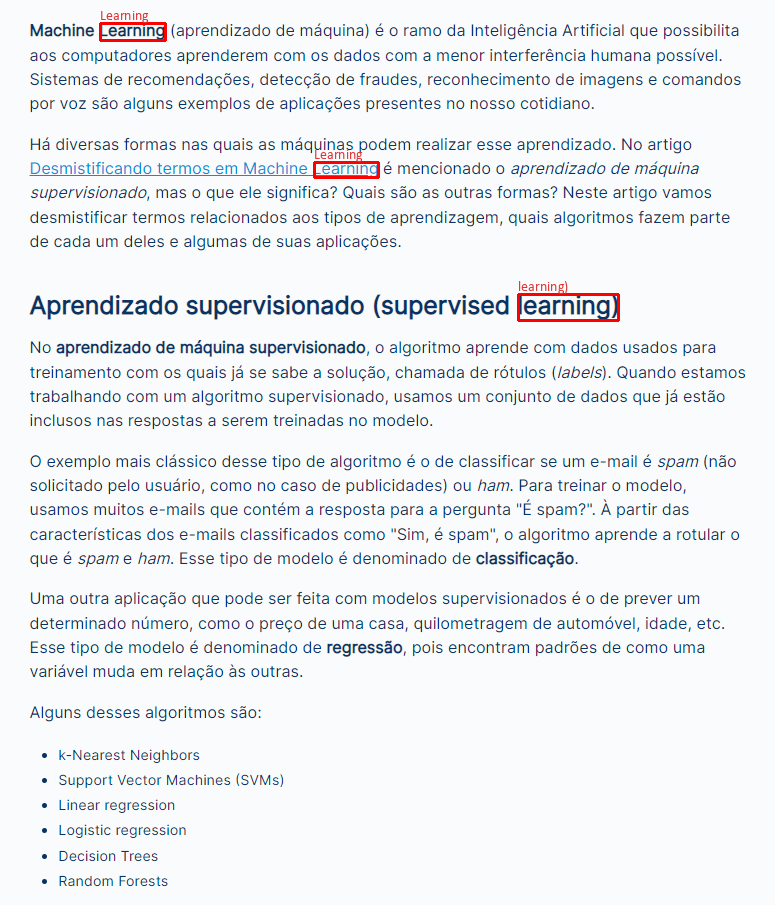 Learning
Machine Learning (aprendizado de máquina) é o ramo da Inteligência Artificial que possibilita
aos computadores aprenderem com os dados com a menor interferência humana possível.
Sistemas de recomendações, detecção de fraudes, reconhecimento de imagens e comandos
por voz são alguns exemplos de aplicações presentes no nosso cotidiano.
Há diversas formas nas quais as máquinas podem realizar esse aprendizado. No artigo
Learning
Desmistificando termos em Machine Learning é mencionado o aprendizado de máquina
supervisionado, mas o que ele significa? Quais são as outras formas? Neste artigo vamos
desmistificar termos relacionados aos tipos de aprendizagem, quais algoritmos fazem parte
de cada um deles e algumas de suas aplicações.
learning)
Aprendizado supervisionado (supervised learning)
No aprendizado de máquina supervisionado, o algoritmo aprende com dados usados para
treinamento com os quais já se sabe a solução, chamada de rótulos (labels). Quando estamos
trabalhando com um algoritmo supervisionado, usamos um conjunto de dados que já estão
inclusos nas respostas a serem treinadas no modelo.
O exemplo mais clássico desse tipo de algoritmo é o de classificar se um e-mail é spam (não
solicitado pelo usuário, como no caso de publicidades) ou ham. Para treinar o modelo,
usamos muitos e-mails que contém a resposta para a pergunta "É spam?". À partir das
características dos e-mails classificados como "Sim, é spam", o algoritmo aprende a rotular o
que é spam e ham. Esse tipo de modelo é denominado de classificação.
Uma outra aplicação que pode ser feita com modelos supervisionados é o de prever um
determinado número, como o preço de uma casa, quilometragem de automóvel, idade, etc.
Esse tipo de modelo é denominado de regressão, pois encontram padrões de como uma
variável muda em relação às outras.
Alguns desses algoritmos são:
• k-Nearest Neighbors
• Support Vector Machines (SVMs)
• Linear regression
• Logistic regression
• Decision Trees
• Random Forests